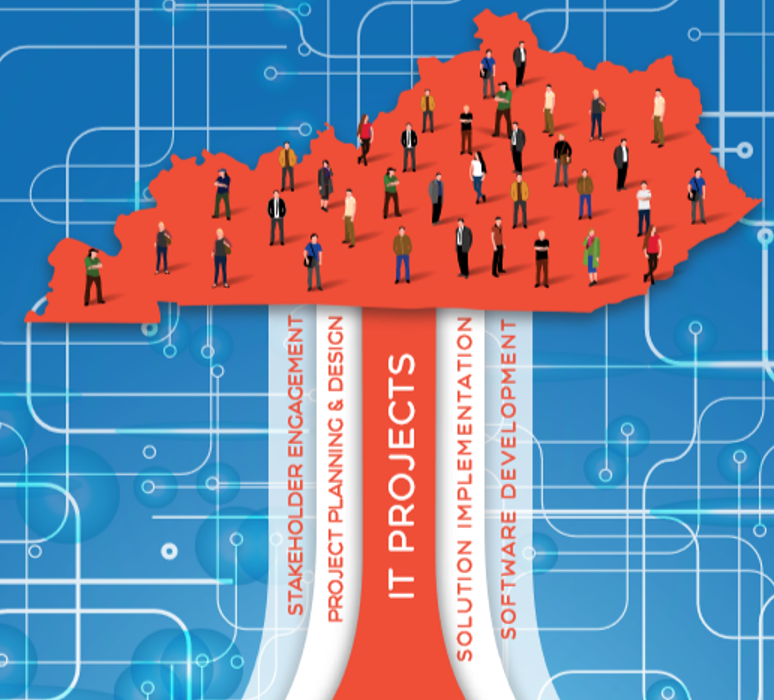 STAKEHOLDER ENGAGEMENT
PROJECT PLANNING & DESIGN
IT PROJECTS
SOLUTION IMPLEMENTATION
SOFTWARE DEVELOPMENT